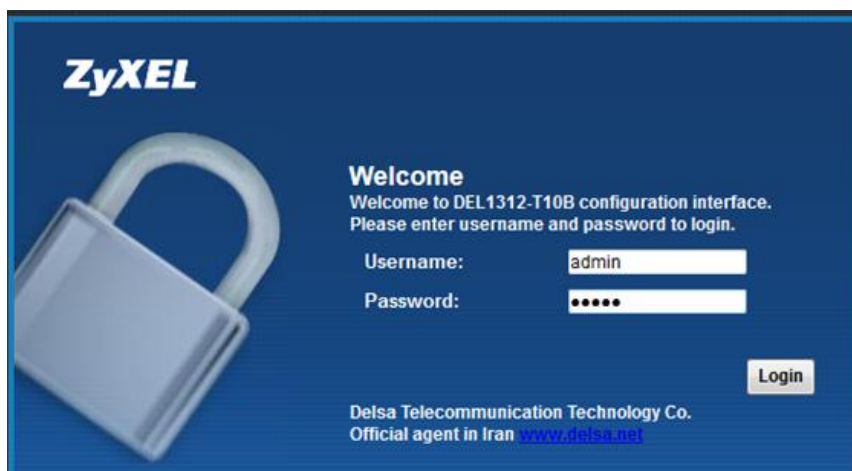 ZyXEL
Welcome
Welcome to DEL1312-T10B configuration interface.
Please enter username and password to login.
Username: admin
Password: •••••
Login
Delsa Telecommunication Technology Co.
Official agent in Iran www.delsa.net